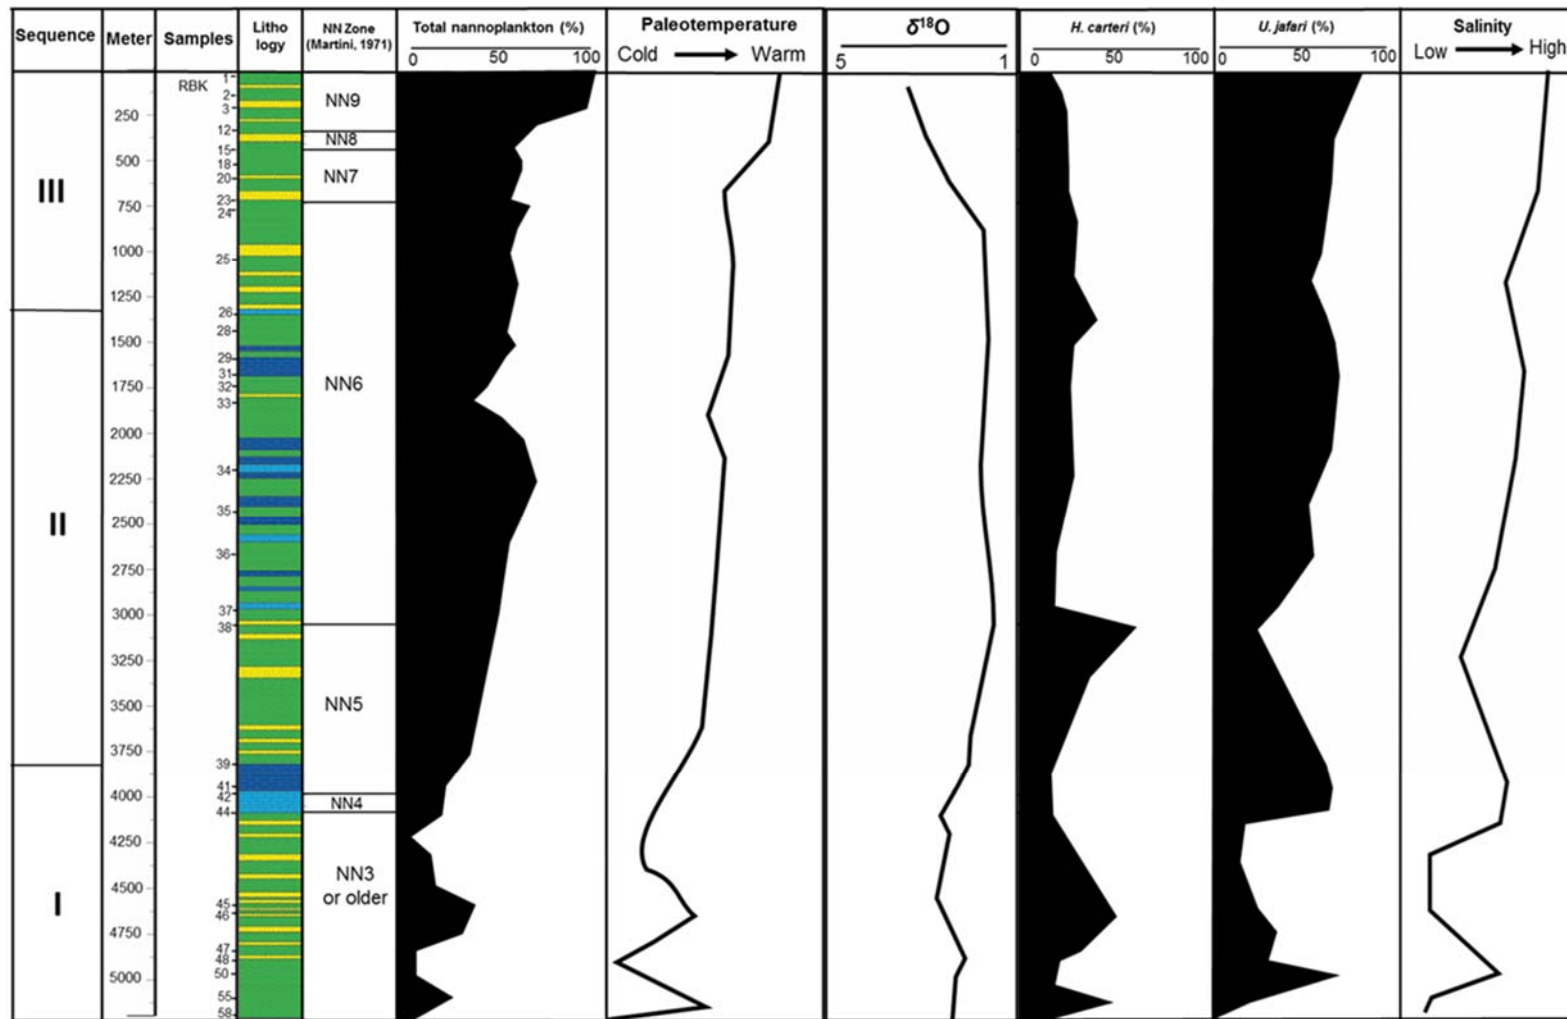 Sequence
Meter
Samples
Litho
logy
NN Zone
(Martini, 1971)
Total nannoplankton (%)
0 50 100
Paleotemperature
Cold Warm
δ¹⁸O
5 1
H. carteri (%)
0 50 100
U. jafari (%)
0 50 100
Salinity
Low High
III
II
I
250
500
750
1000
1250
1500
1750
2000
2250
2500
2750
3000
3250
3500
3750
4000
4250
4500
4750
5000
RBK
1
2
3
12
15
18
20
23
24
25
26
28
29
31
32
33
34
35
36
37
38
39
41
42
44
45
46
47
48
50
55
58
NN9
NN8
NN7
NN6
NN5
NN4
NN3
or older